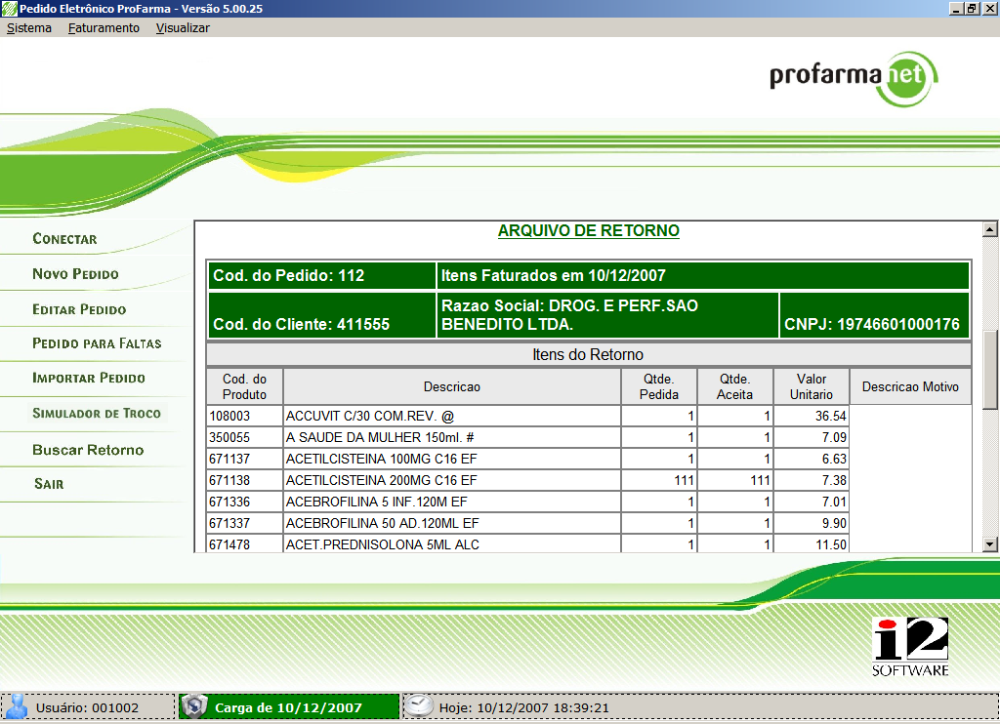 Pedido Eletrônico ProFarma - Versão 5.00.25
Sistema Faturamento Visualizar
profarma net
CONECTAR
NOVO PEDIDO
EDITAR PEDIDO
PEDIDO PARA FALTAS
IMPORTAR PEDIDO
SIMULADOR DE TROCO
Buscar Retorno
SAIR
ARQUIVO DE RETORNO
Cod. do Pedido: 112 Itens Faturados em 10/12/2007
Cod. do Cliente: 411555 Razao Social: DROG. E PERF.SAO
BENEDITO LTDA. CNPJ: 19746601000176
Itens do Retorno
Cod. do Produto Descricao Qtde. Pedida Qtde. Aceita Valor Unitario Descricao Motivo
108003 ACCUVIT C/30 COM.REV. @ 1 1 36.54
350055 A SAUDE DA MULHER 150ml. # 1 1 7.09
671137 ACETILCISTEINA 100MG C16 EF 1 1 6.63
671138 ACETILCISTEINA 200MG C16 EF 111 111 7.38
671336 ACEBROFILINA 5 INF.120M EF 1 1 7.01
671337 ACEBROFILINA 50 AD.120ML EF 1 1 9.90
671478 ACET.PREDNISOLONA 5ML ALC 1 1 11.50
i2
SOFTWARE
Usuário: 001002 Carga de 10/12/2007 Hoje: 10/12/2007 18:39:21